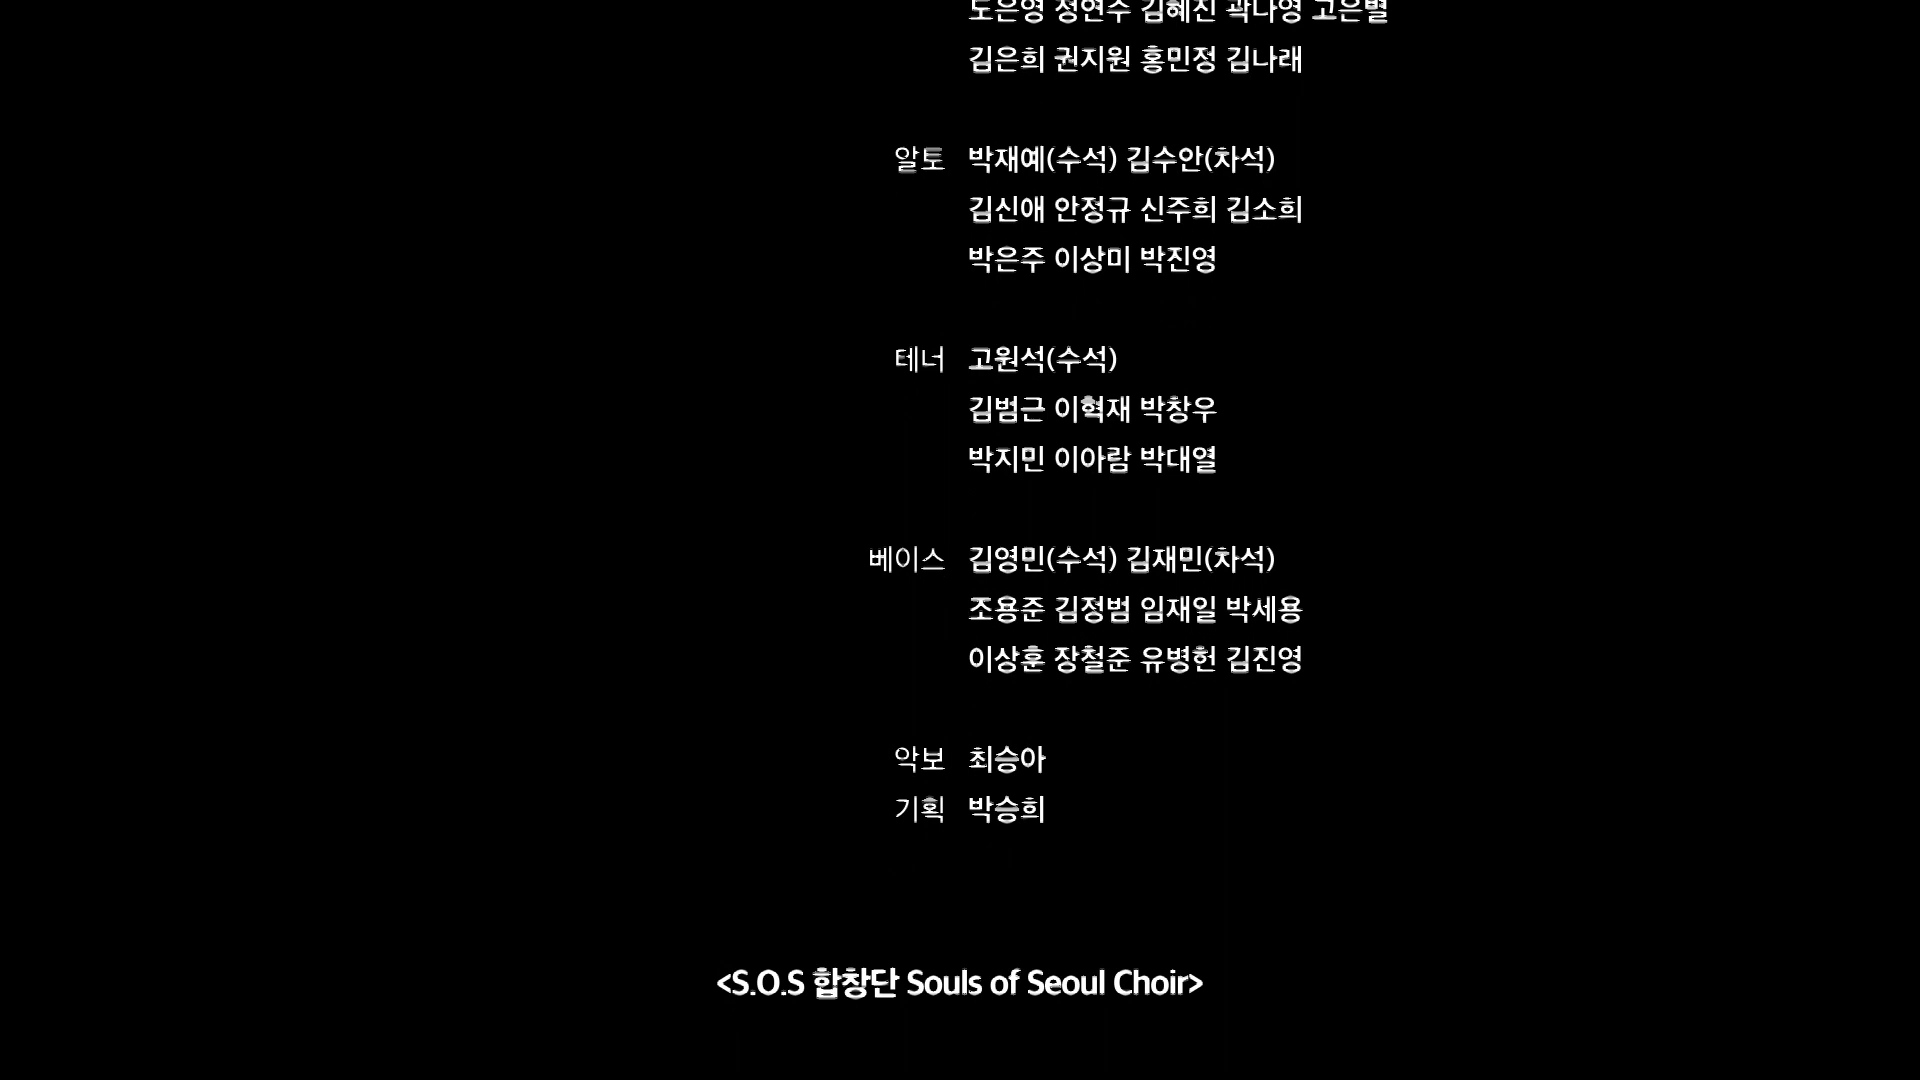 도은영 정연주 김혜진 곽나영 고은별
김은희 권지원 홍민정 김나래
알토 박재예(수석) 김수안(차석)
김신애 안정규 신주희 김소희
박은주 이상미 박진영
테너 고원석(수석)
김범근 이혁재 박창우
박지민 이아람 박대열
베이스 김영민(수석) 김재민(차석)
조용준 김정범 임재일 박세용
이상훈 장철준 유병헌 김진영
악보 최승아
기획 박승희
<S.O.S 합창단 Souls of Seoul Choir>